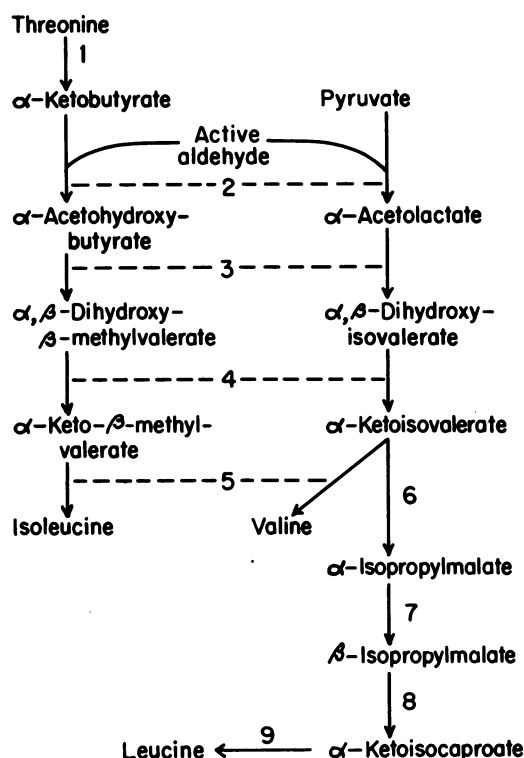 Threonine
1
α-Ketobutyrate
Pyruvate
Active
aldehyde
2
α-Acetohydroxy-
butyrate
α-Acetolactate
3
α,β-Dihydroxy-
β-methylvalerate
α,β-Dihydroxy-
isovalerate
4
α-Keto-β-methyl-
valerate
α-Ketoisovalerate
5
6
Isoleucine
Valine
α-Isopropylmalate
7
β-Isopropylmalate
8
9
Leucine
α-Ketoisocaproate